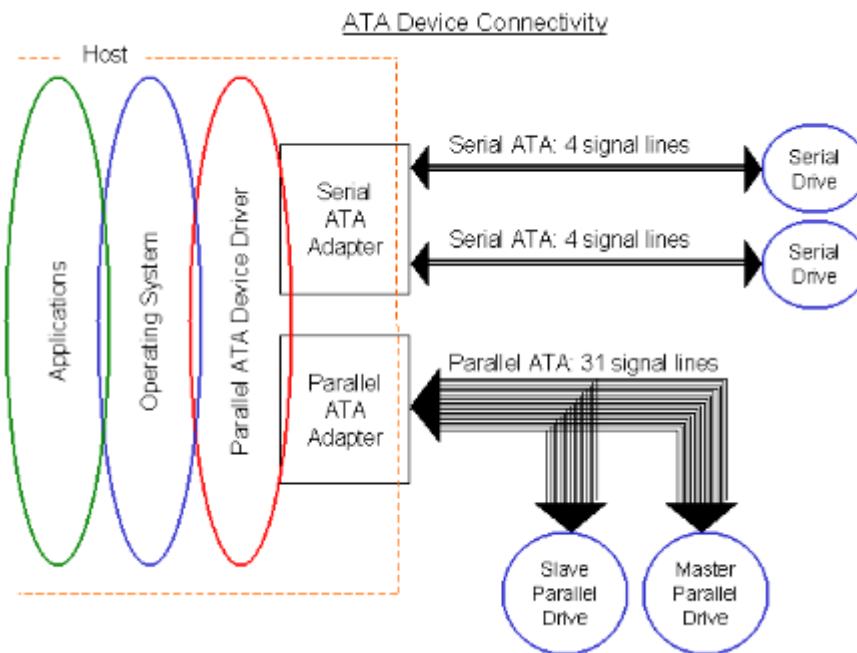 ATA Device Connectivity
Host
Applications
Operating System
Parallel ATA Device Driver
Serial
ATA
Adapter
Serial ATA: 4 signal lines
Serial
Drive
Serial ATA: 4 signal lines
Serial
Drive
Parallel
ATA
Adapter
Parallel ATA: 31 signal lines
Slave
Parallel
Drive
Master
Parallel
Drive